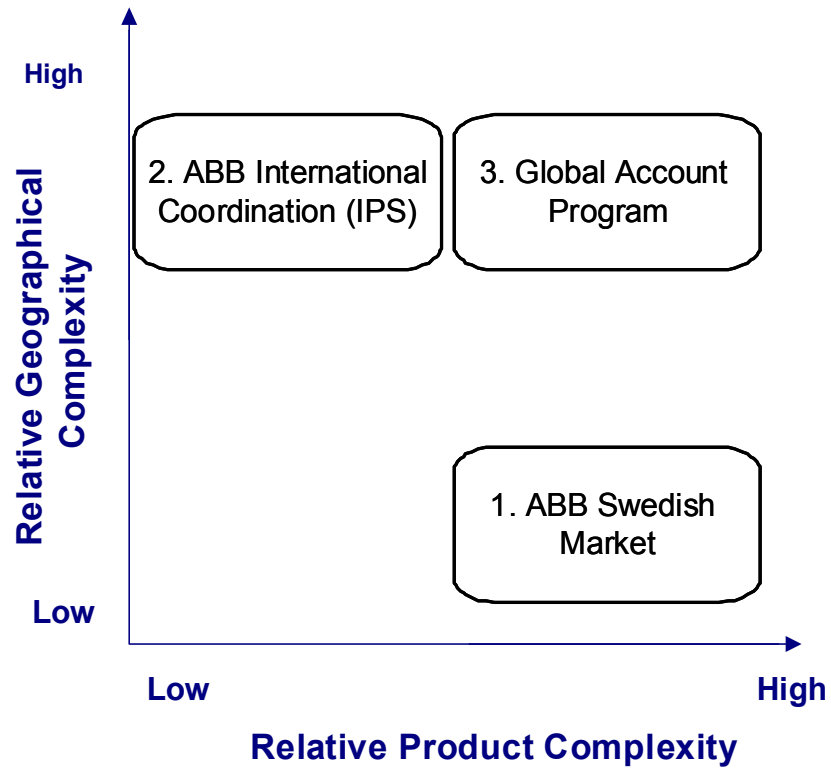 High
2. ABB International
Coordination (IPS)
3. Global Account
Program
Relative Geographical
Complexity
1. ABB Swedish
Market
Low
Low
High
Relative Product Complexity